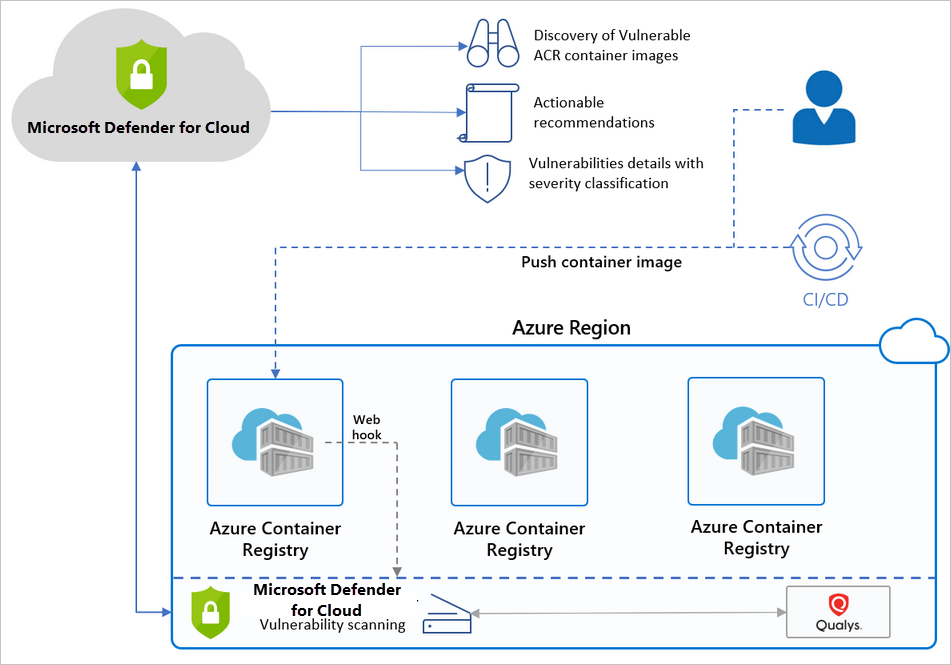 Microsoft Defender for Cloud
Discovery of Vulnerable
ACR container images
Actionable
recommendations
Vulnerabilities details with
severity classification
Push container image
CI/CD
Azure Region
Web
hook
Azure Container
Registry
Azure Container
Registry
Azure Container
Registry
Microsoft Defender
for Cloud
Vulnerability scanning
Qualys.